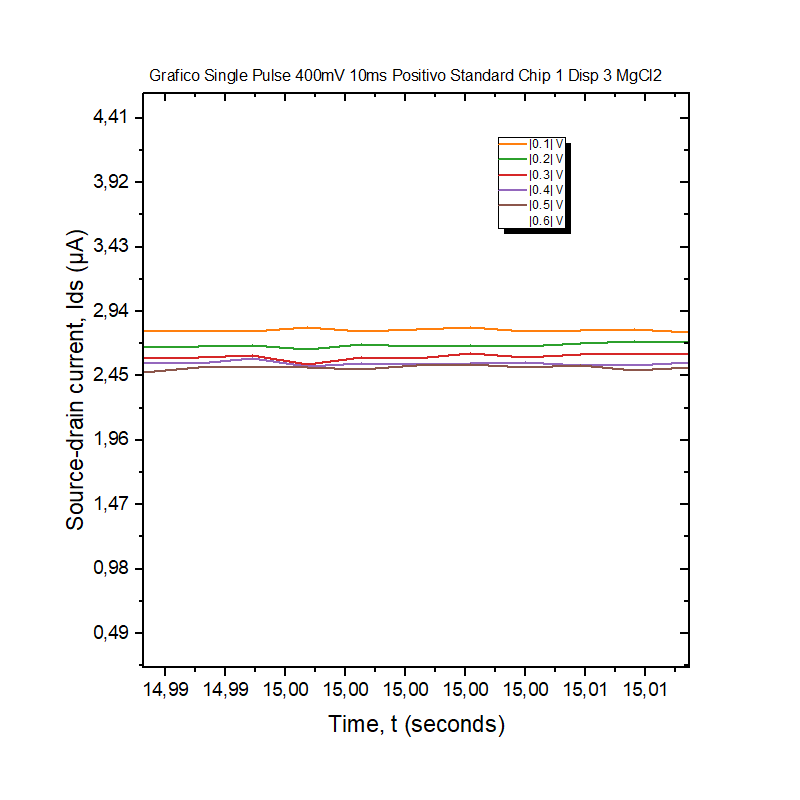 Grafico Single Pulse 400mV 10ms Positivo Standard Chip 1 Disp 3 MgCl2
|0.1| V
|0.2| V
|0.3| V
|0.4| V
|0.5| V
|0.6| V
Source-drain current, Ids (µA)
4,41
3,92
3,43
2,94
2,45
1,96
1,47
0,98
0,49
14,99 14,99 15,00 15,00 15,00 15,00 15,00 15,01 15,01
Time, t (seconds)